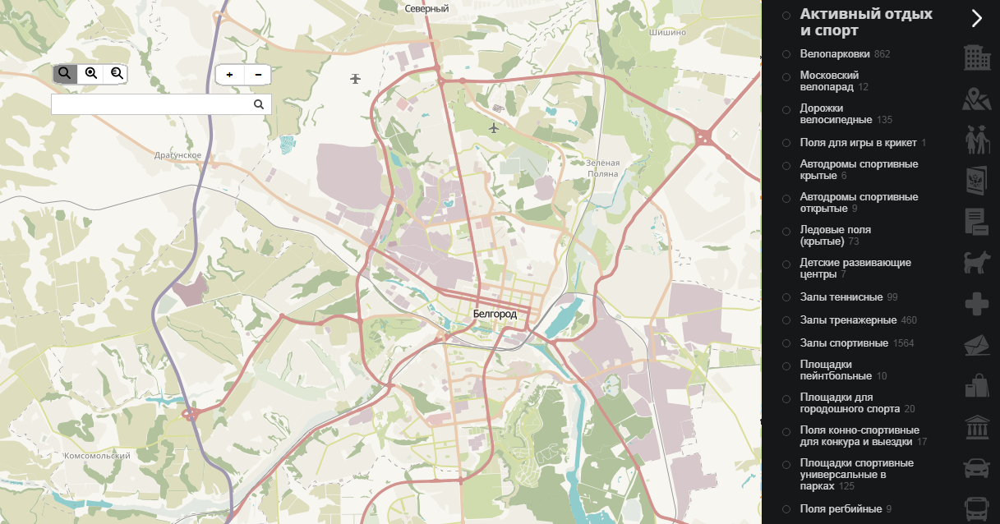 Северный
Шишино
+ -
Драгунское
Зелёная
Поляна
Белгород
Комсомольский
Активный отдых
и спорт
Велопарковки 862
Московский
велопарад 12
Дорожки
велосипедные 135
Поля для игры в крикет 1
Автодромы спортивные
крытые 6
Автодромы спортивные
открытые 9
Ледовые поля
(крытые) 73
Детские развивающие
центры 7
Залы теннисные 99
Залы тренажерные 460
Залы спортивные 1564
Площадки
пейнтбольные 10
Площадки для
городошного спорта 20
Поля конно-спортивные
для конкура и выездки 17
Площадки спортивные
универсальные в
парках 125
Поля регбийные 9